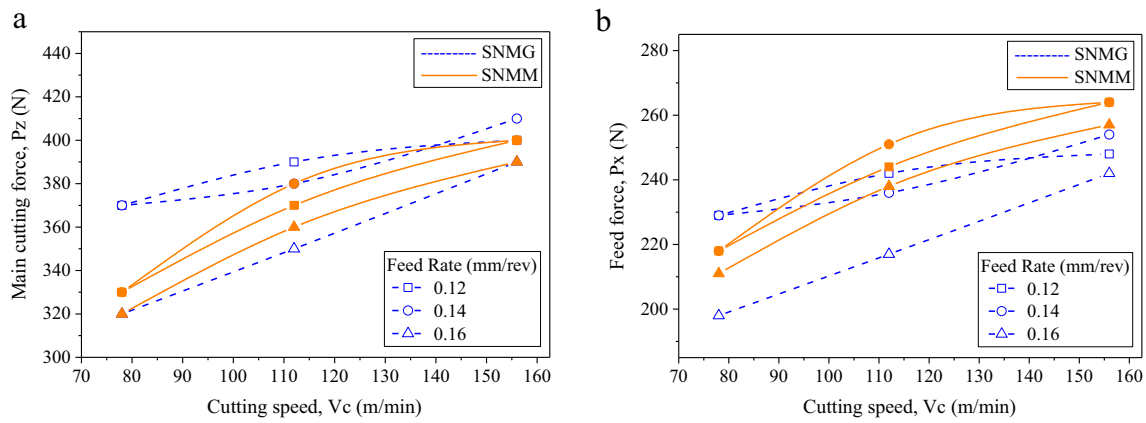 a
Main cutting force, Pz (N)
440
420
400
380
360
340
320
300
SNMG
SNMM
Feed Rate (mm/rev)
0.12
0.14
0.16
70 80 90 100 110 120 130 140 150 160
Cutting speed, Vc (m/min)
b
Feed force, Px (N)
280
260
240
220
200
SNMG
SNMM
Feed Rate (mm/rev)
0.12
0.14
0.16
70 80 90 100 110 120 130 140 150 160
Cutting speed, Vc (m/min)